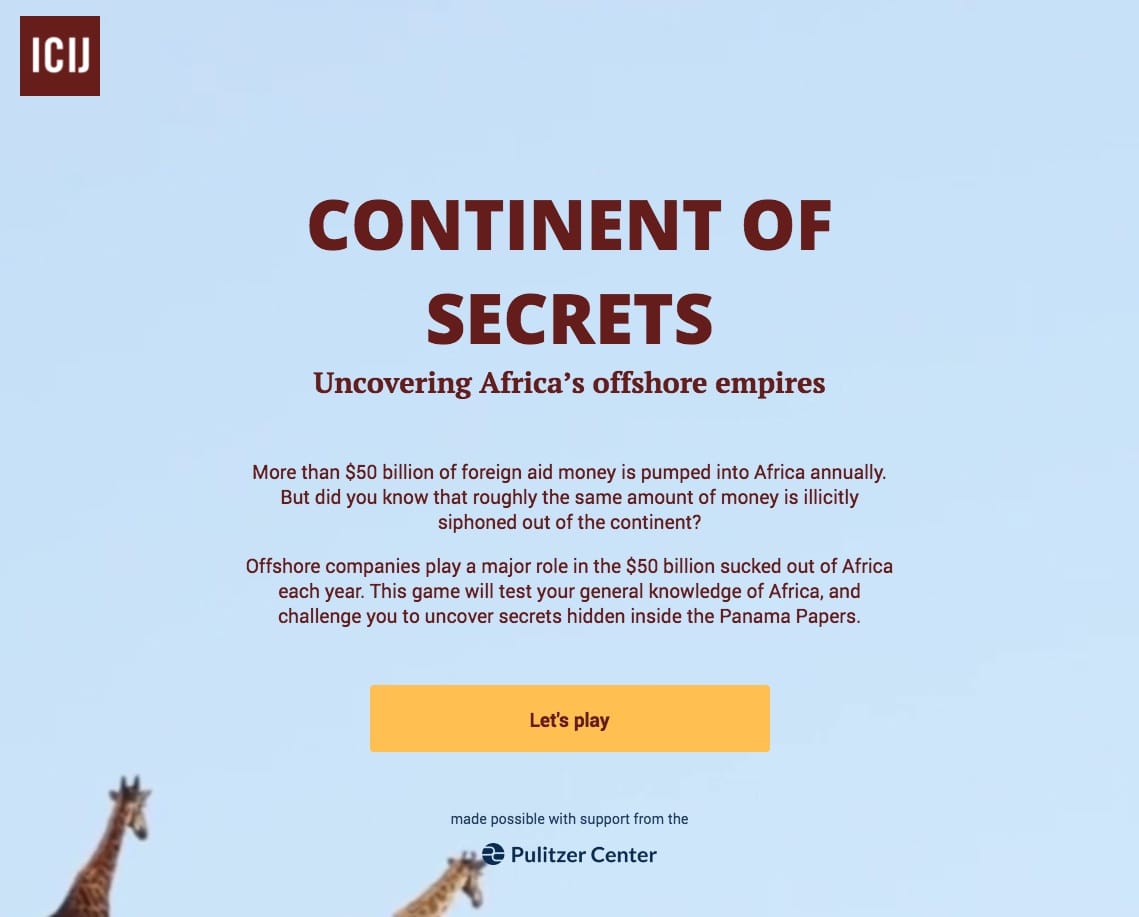 ICIJ
CONTINENT OF
SECRETS
Uncovering Africa’s offshore empires
More than $50 billion of foreign aid money is pumped into Africa annually.
But did you know that roughly the same amount of money is illicitly
siphoned out of the continent?
Offshore companies play a major role in the $50 billion sucked out of Africa
each year. This game will test your general knowledge of Africa, and
challenge you to uncover secrets hidden inside the Panama Papers.
Let's play
made possible with support from the
Pulitzer Center